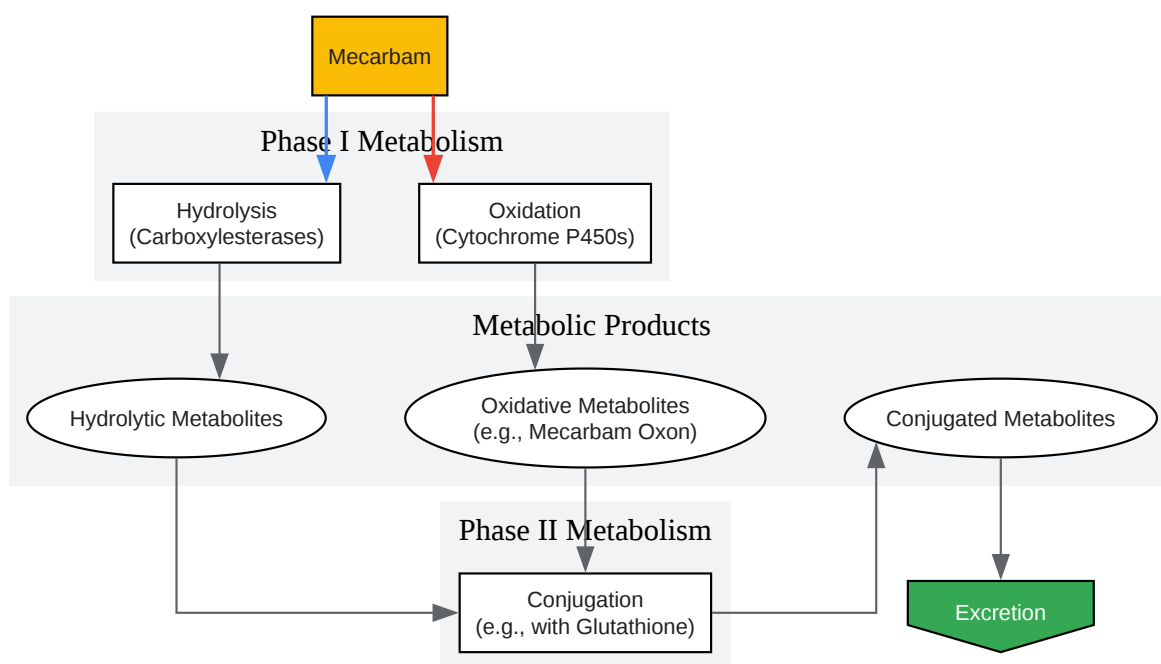 Mecarbam
Phase I Metabolism
Hydrolysis
(Carboxylesterases)
Oxidation
(Cytochrome P450s)
Metabolic Products
Hydrolytic Metabolites
Oxidative Metabolites
(e.g., Mecarbam Oxon)
Conjugated Metabolites
Phase II Metabolism
Conjugation
(e.g., with Glutathione)
Excretion